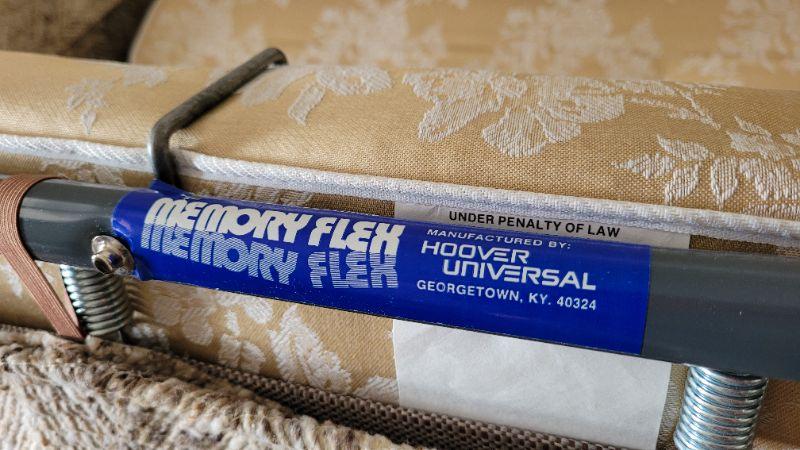 UNDER PENALTY OF LAW
MEMORY FLEX
MEMORY FLEX
MANUFACTURED BY:
HOOVER
UNIVERSAL
GEORGETOWN, KY. 40324